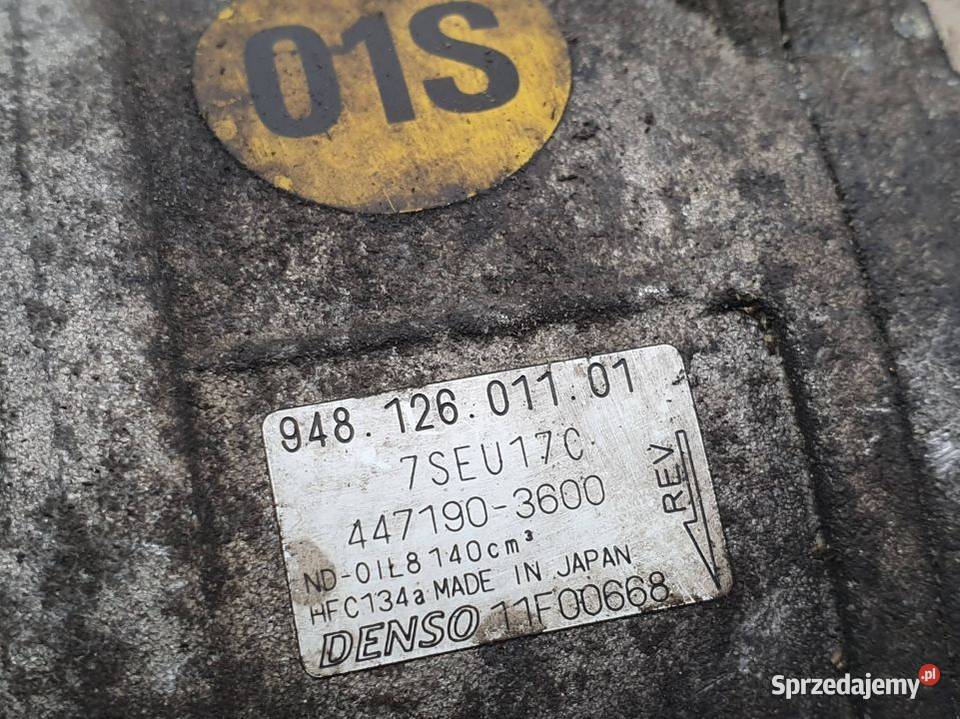 01S
948.126.011.01
7SEU17C
447190-3600
ND-OIL8 140cm³
HFC134a MADE IN JAPAN
DENSO 11F00668
REV
Sprzedajemy.pl